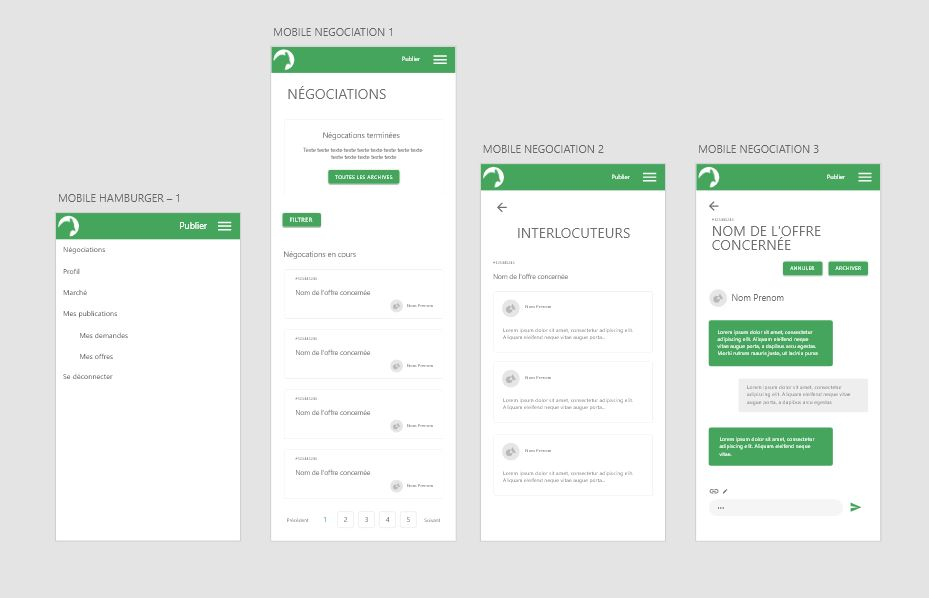 MOBILE HAMBURGER – 1
Publier
Négociations
Profil
Marché
Mes publications
Mes demandes
Mes offres
Se déconnecter
MOBILE NEGOCIATION 1
Publier
NÉGOCIATIONS
Négocations terminées
Texte texte texte texte texte texte texte texte texte
texte texte texte texte texte
TOUTES LES ARCHIVES
FILTRER
Négocations en cours
Nom de l'offre concernée
Nom Prenom
Nom de l'offre concernée
Nom Prenom
Nom de l'offre concernée
Nom Prenom
Nom de l'offre concernée
Nom Prenom
Précédent 1 2 3 4 5 Suivant
MOBILE NEGOCIATION 2
Publier
INTERLOCUTEURS
Nom de l'offre concernée
Nom Prenom
Lorem ipsum dolor sit amet, consectetur adipiscing elit.
Aliquam eleifend neque vitae augue porta...
Nom Prenom
Lorem ipsum dolor sit amet, consectetur adipiscing elit.
Aliquam eleifend neque vitae augue porta...
Nom Prenom
Lorem ipsum dolor sit amet, consectetur adipiscing elit.
Aliquam eleifend neque vitae augue porta...
MOBILE NEGOCIATION 3
Publier
NOM DE L'OFFRE
CONCERNÉE
ANNULER
ARCHIVER
Nom Prenom
Lorem ipsum dolor sit amet, consectetur
adipiscing elit. Aliquam eleifend neque
vitae augue porta, a dapibus arcu egestas.
Morbi rutrum mauris justo, ut lacinia purus
Lorem ipsum dolor sit amet, consectetur
adipiscing elit. Aliquam eleifend neque vitae
augue porta, a dapibus arcu egestas
Lorem ipsum dolor sit amet, consectetur
adipiscing elit. Aliquam eleifend neque
vitae.
...